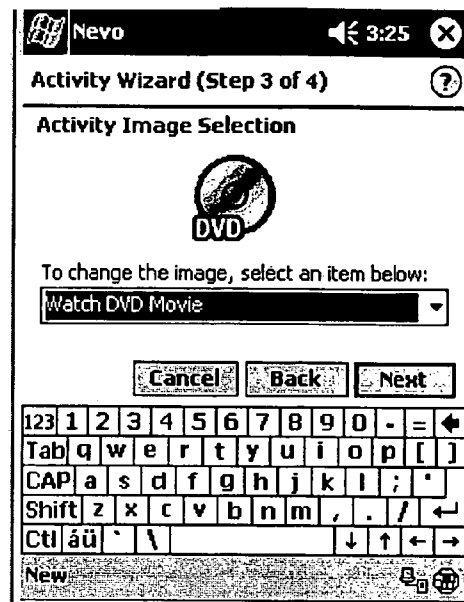 Nevo 3:25
Activity Wizard (Step 3 of 4) ?
Activity Image Selection
DVD
To change the image, select an item below:
Watch DVD Movie
Cancel Back Next
123 1 2 3 4 5 6 7 8 9 0 - = 
Tab q w e r t y u i o p [ ]
CAP a s d f g h j k l ; '
Shift z x c v b n m , . /
Ctl áü ` \ ↓ ↑ ← →
New